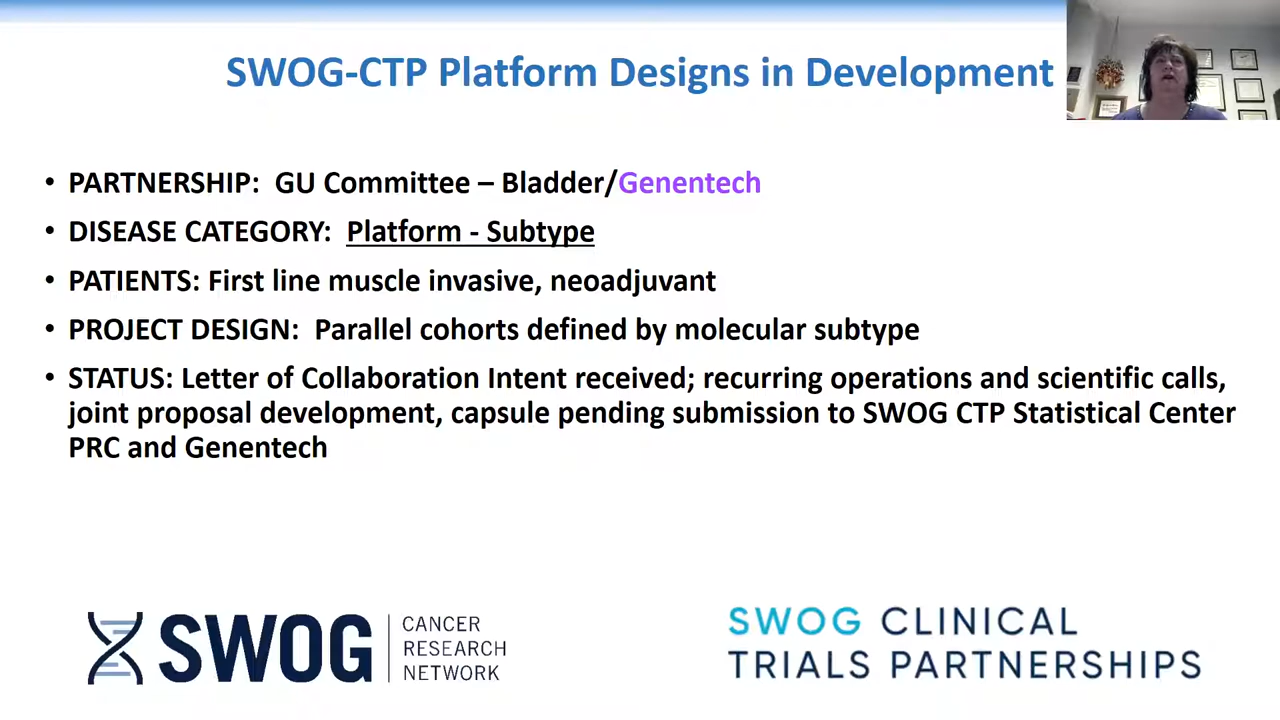 SWOG-CTP Platform Designs in Development
• PARTNERSHIP: GU Committee – Bladder/Genentech
• DISEASE CATEGORY: Platform - Subtype
• PATIENTS: First line muscle invasive, neoadjuvant
• PROJECT DESIGN: Parallel cohorts defined by molecular subtype
• STATUS: Letter of Collaboration Intent received; recurring operations and scientific calls,
joint proposal development, capsule pending submission to SWOG CTP Statistical Center
PRC and Genentech
SWOG
CANCER
RESEARCH
NETWORK
SWOG CLINICAL
TRIALS PARTNERSHIPS